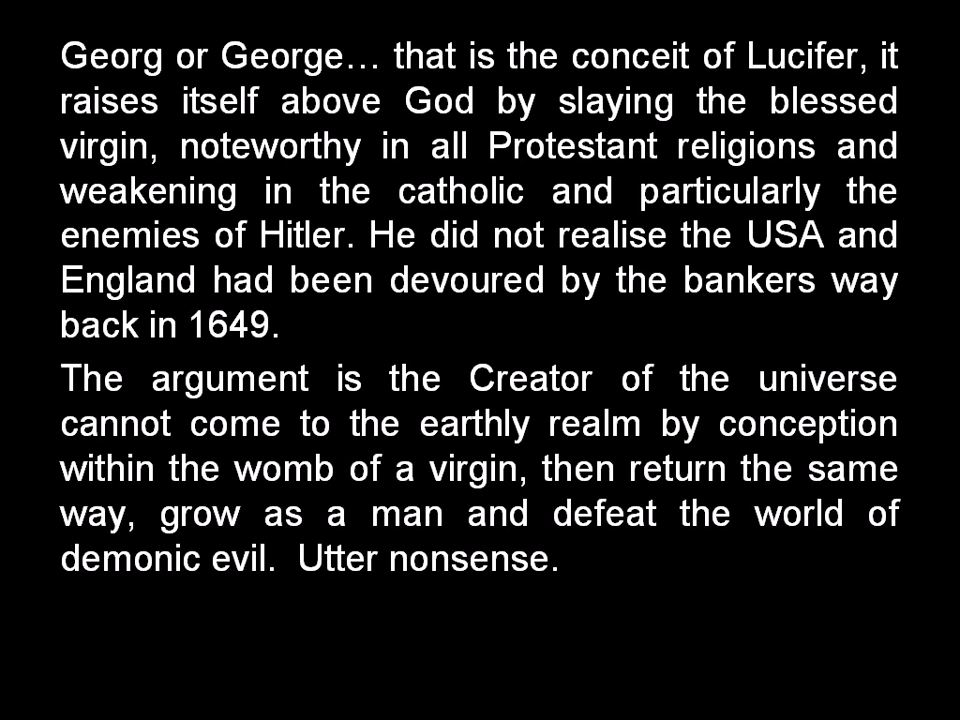 Georg or George… that is the conceit of Lucifer, it
raises itself above God by slaying the blessed
virgin, noteworthy in all Protestant religions and
weakening in the catholic and particularly the
enemies of Hitler. He did not realise the USA and
England had been devoured by the bankers way
back in 1649.
The argument is the Creator of the universe
cannot come to the earthly realm by conception
within the womb of a virgin, then return the same
way, grow as a man and defeat the world of
demonic evil.  Utter nonsense.